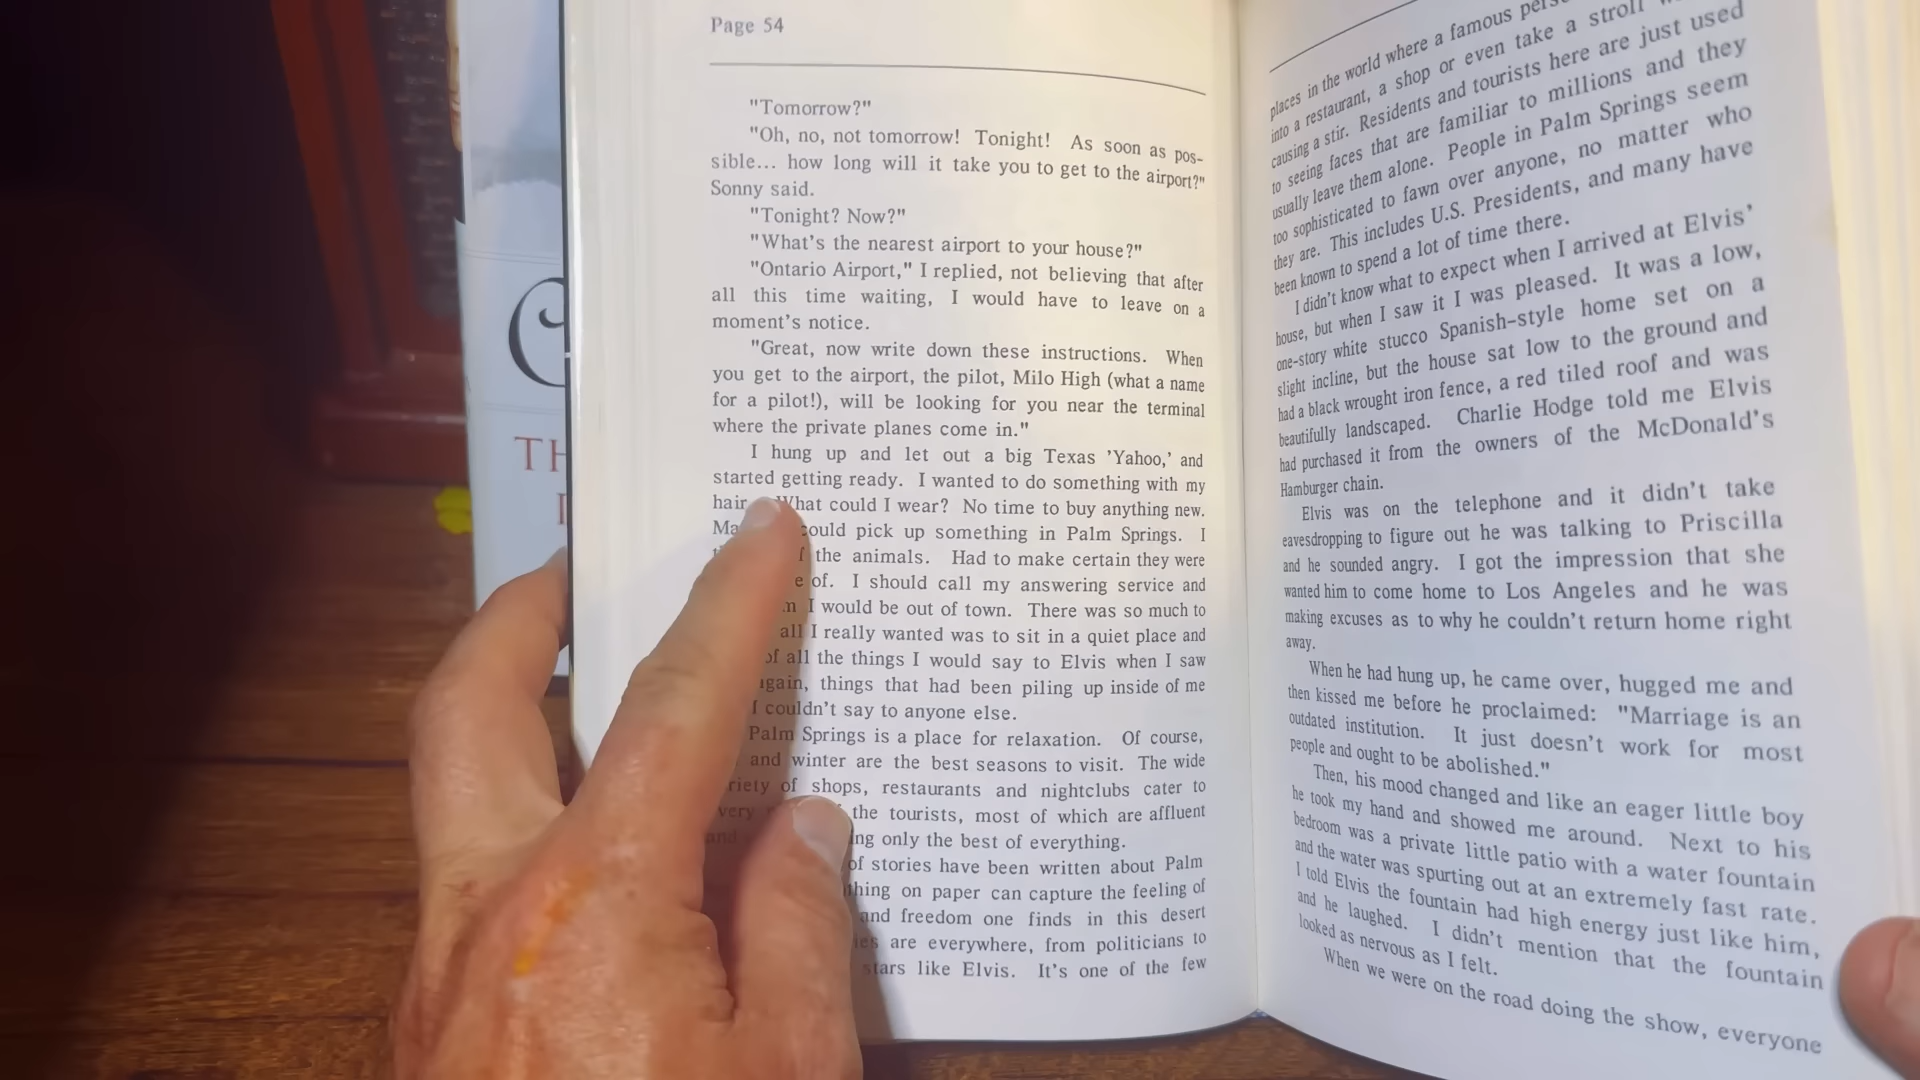 Page 54
"Tomorrow?"
"Oh, no, not tomorrow! Tonight! As soon as pos-
sible... how long will it take you to get to the airport?"
Sonny said.
"Tonight? Now?"
"What's the nearest airport to your house?"
"Ontario Airport," I replied, not believing that after
all this time waiting, I would have to leave on a
moment's notice.
"Great, now write down these instructions. When
you get to the airport, the pilot, Milo High (what a name
for a pilot!), will be looking for you near the terminal
where the private planes come in."
I hung up and let out a big Texas 'Yahoo,' and
started getting ready. I wanted to do something with my
hair What could I wear? No time to buy anything new.
could pick up something in Palm Springs. I
the animals. Had to make certain they were
of. I should call my answering service and
I would be out of town. There was so much to
all I really wanted was to sit in a quiet place and
of all the things I would say to Elvis when I saw
again, things that had been piling up inside of me
I couldn't say to anyone else.
Palm Springs is a place for relaxation. Of course,
and winter are the best seasons to visit. The wide
of shops, restaurants and nightclubs cater to
very the tourists, most of which are affluent
and only the best of everything.
of stories have been written about Palm
on paper can capture the feeling of
and freedom one finds in this desert
are everywhere, from politicians to
stars like Elvis. It's one of the few
places in the world where a famous
into a restaurant, a shop or even take a stroll
causing a stir. Residents and tourists here are just used
to seeing faces that are familiar to millions and they
usually leave them alone. People in Palm Springs seem
too sophisticated to fawn over anyone, no matter who
they are. This includes U.S. Presidents, and many have
been known to spend a lot of time there.
I didn't know what to expect when I arrived at Elvis'
house, but when I saw it I was pleased. It was a low,
one-story white stucco Spanish-style home set on a
slight incline, but the house sat low to the ground and
had a black wrought iron fence, a red tiled roof and was
beautifully landscaped. Charlie Hodge told me Elvis
had purchased it from the owners of the McDonald's
Hamburger chain.
Elvis was on the telephone and it didn't take
eavesdropping to figure out he was talking to Priscilla
and he sounded angry. I got the impression that she
wanted him to come home to Los Angeles and he was
making excuses as to why he couldn't return home right
away.
When he had hung up, he came over, hugged me and
then kissed me before he proclaimed: "Marriage is an
outdated institution. It just doesn't work for most
people and ought to be abolished."
Then, his mood changed and like an eager little boy
he took my hand and showed me around. Next to his
bedroom was a private little patio with a water fountain
and the water was spurting out at an extremely fast rate.
I told Elvis the fountain had high energy just like him,
and he laughed. I didn't mention that the fountain
looked as nervous as I felt.
When we were on the road doing the show, everyone